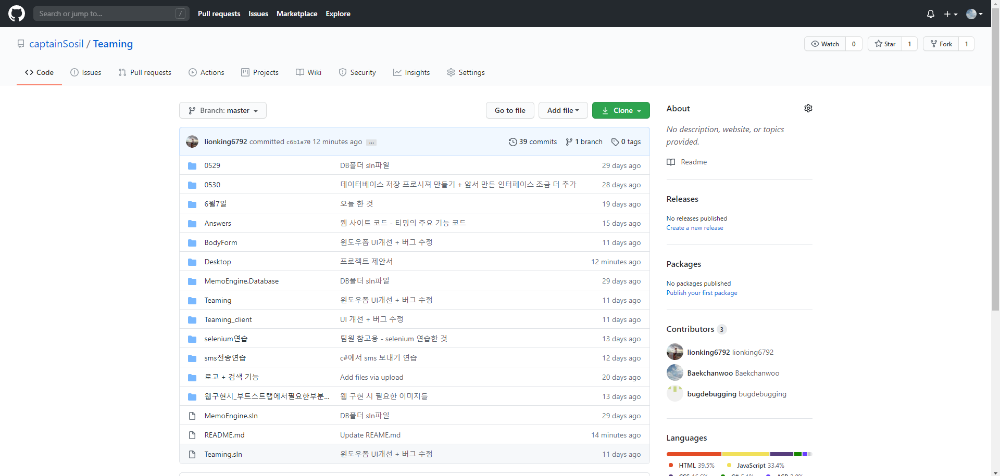 Search or jump to... /
Pull requests Issues Marketplace Explore
captainSosil / Teaming
Watch 0 Star 1 Fork 1
Code Issues Pull requests Actions Projects Wiki Security Insights Settings
Branch: master Go to file Add file Clone
lionking6792 committed c6b1a70 12 minutes ago ... 39 commits 1 branch 0 tags
0529 DB폴더 sln파일 29 days ago
0530 데이터베이스 저장 프로시져 만들기 + 앞서 만든 인터페이스 조금 더 추가 28 days ago
6월7일 오늘 한 것 19 days ago
Answers 웹 사이트 코드 - 티밍의 주요 기능 코드 15 days ago
BodyForm 윈도우폼 UI개선 + 버그 수정 11 days ago
Desktop 프로젝트 제안서 12 minutes ago
MemoEngine.Database DB폴더 sln파일 29 days ago
Teaming 윈도우폼 UI개선 + 버그 수정 11 days ago
Teaming_client UI 개선 + 버그 수정 11 days ago
selenium연습 팀원 참고용 - selenium 연습한 것 13 days ago
sms전송연습 c#에서 sms 보내기 연습 12 days ago
로고 + 검색 기능 Add files via upload 20 days ago
웹구현시_부트스트랩에서필요한부분... 웹 구현 시 필요한 이미지들 13 days ago
MemoEngine.sln DB폴더 sln파일 29 days ago
README.md Update REAME.md 14 minutes ago
Teaming.sln 윈도우폼 UI개선 + 버그 수정 11 days ago
About
No description, website, or topics
provided.
Readme
Releases
No releases published
Create a new release
Packages
No packages published
Publish your first package
Contributors 3
lionking6792 lionking6792
Baekchanwoo Baekchanwoo
bugdebugging bugdebugging
Languages
HTML 39.5% JavaScript 33.4%
CSS 16.6% C# 5.1%